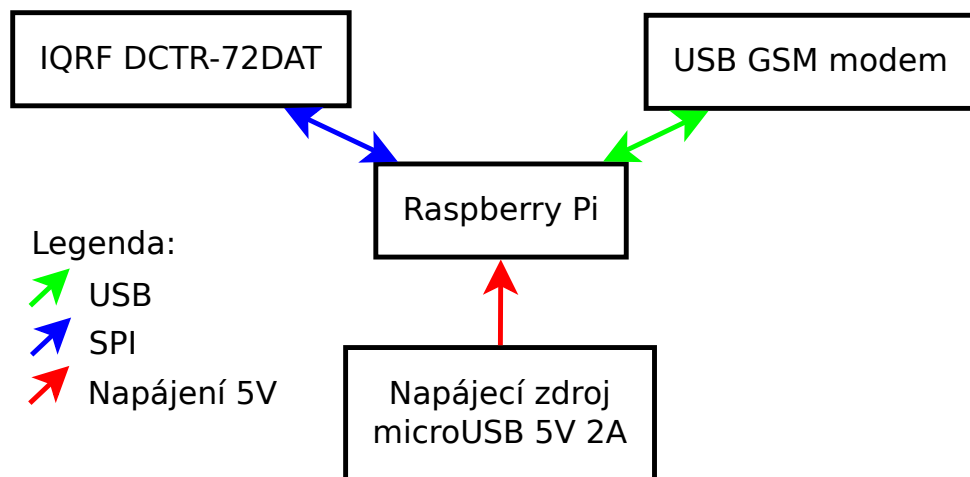 IQRF DCTR-72DAT
USB GSM modem
Raspberry Pi
Legenda:
USB
SPI
Napájení 5V
Napájecí zdroj
microUSB 5V 2A